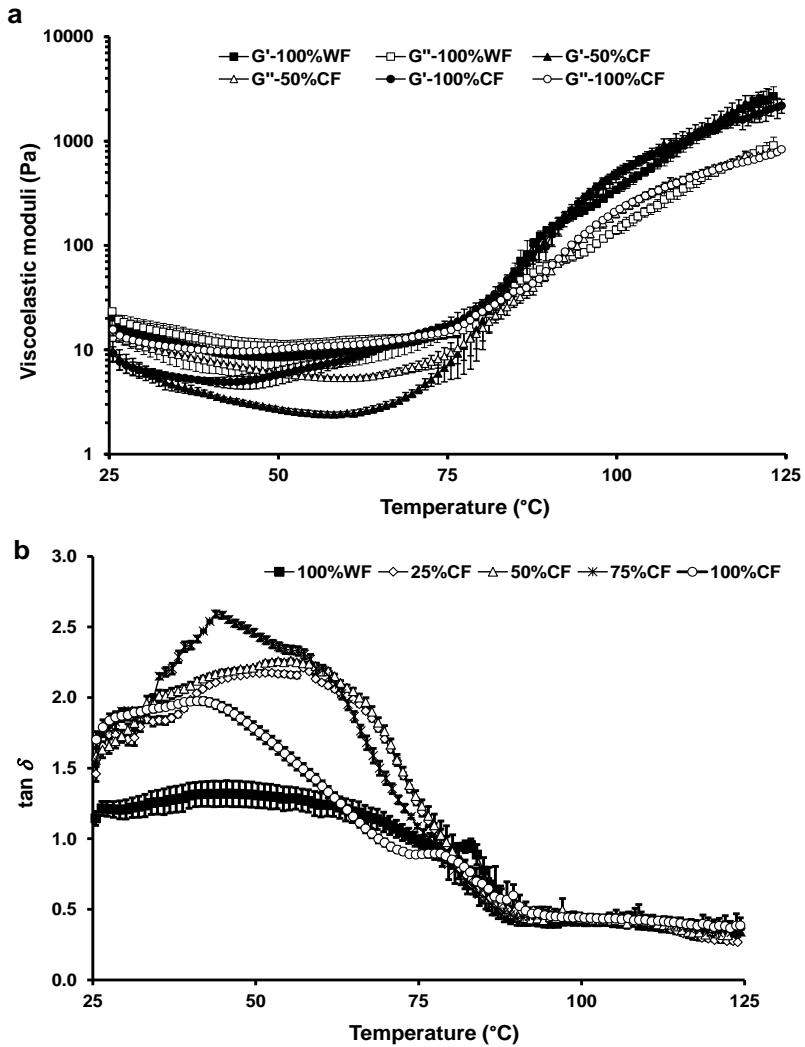 a
10000
1000
100
10
1
Viscoelastic moduli (Pa)
G'-100%WF G''-100%WF G'-50%CF
G''-50%CF G'-100%CF G''-100%CF
25 50 75 100 125
Temperature (°C)
b
3.0
2.5
2.0
1.5
1.0
0.5
0.0
tan δ
100%WF 25%CF 50%CF 75%CF 100%CF
25 50 75 100 125
Temperature (°C)